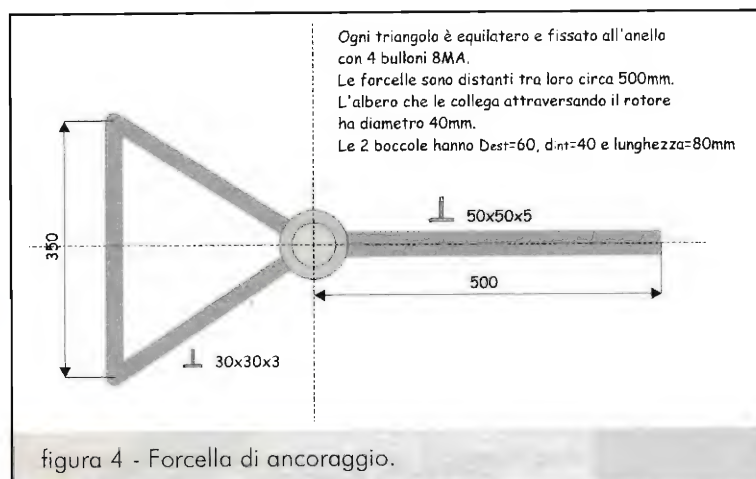 Ogni triangolo è equilatero e fissato all'anello
con 4 bulloni 8MA.
Le forcelle sono distanti tra loro circa 500mm.
L'albero che le collega attraversando il rotore
ha diametro 40mm.
Le 2 boccole hanno Dest=60, dint=40 e lunghezza=80mm
50x50x5
350
500
30x30x3
figura 4 - Forcella di ancoraggio.